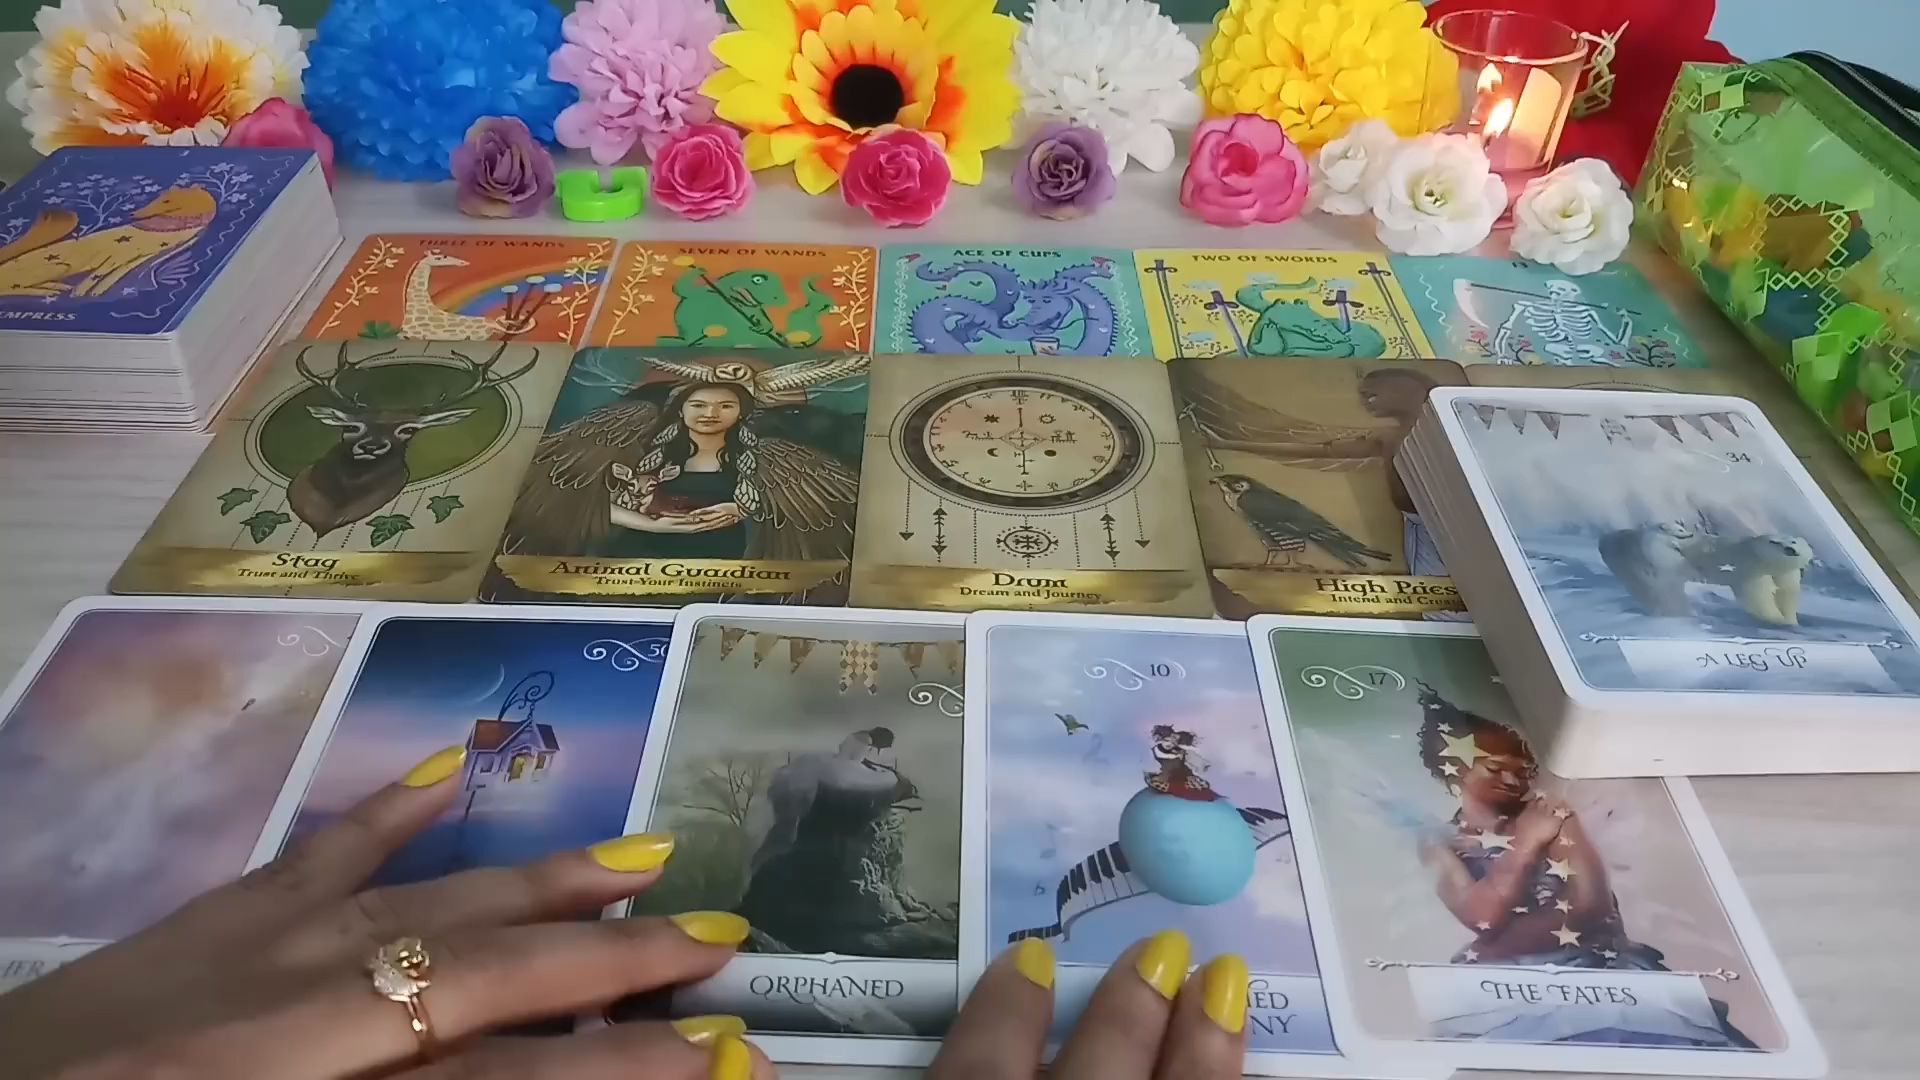 EMPRESS
THREE OF WANDS
SEVEN OF WANDS
ACE OF CUPS
TWO OF SWORDS
13
Stag
Trust and Thrive
Animal Guardian
Trust Your Instincts
Drum
Dream and Journey
High Pries
Intend and Crea
34
A LEG UP
50
ORPHANED
10
NY
17
THE FATES